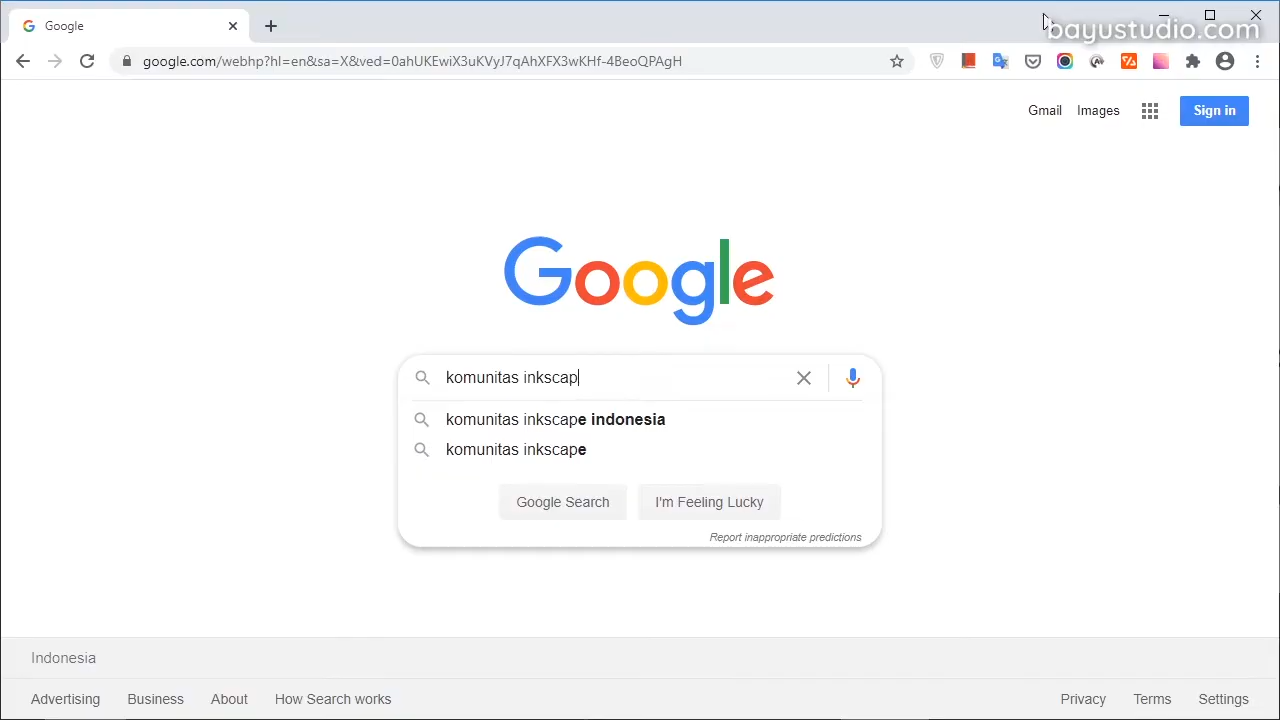 Google
bayustudio.com
google.com/webhp?hl=en&sa=X&ved=0ahUKEwiX3uKVyJ7qAhXFX3wKHf-4BeoQPAgH
Gmail Images Sign in
Google
komunitas inkscap
komunitas inkscape indonesia
komunitas inkscape
Google Search I'm Feeling Lucky
Report inappropriate predictions
Indonesia
Advertising Business About How Search works Privacy Terms Settings